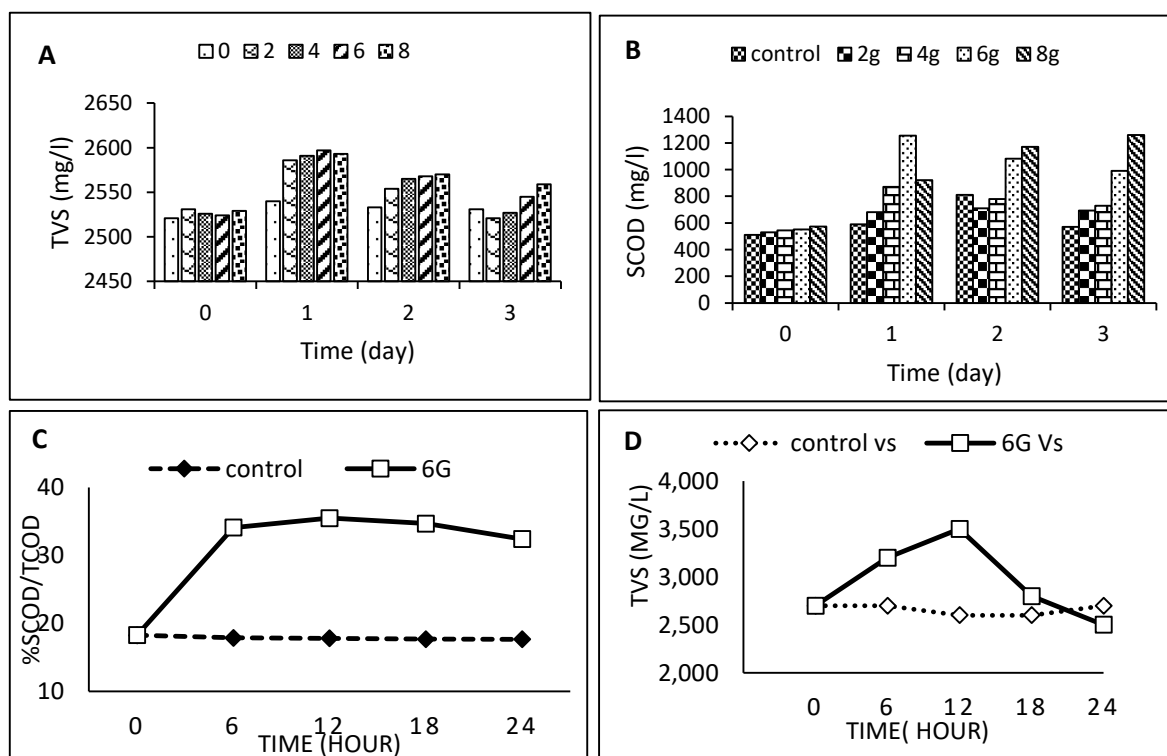 A
0 2 4 6 8
2650
2600
2550
2500
2450
TVS (mg/l)
0 1 2 3
Time (day)
B
control 2g 4g 6g 8g
1400
1200
1000
800
600
400
200
0
SCOD (mg/l)
0 1 2 3
Time (day)
C
control 6G
40
30
20
10
%SCOD/TCOD
0 6 12 18 24
TIME (HOUR)
D
control vs 6G Vs
4,000
3,500
3,000
2,500
2,000
TVS (MG/L)
0 6 12 18 24
TIME( HOUR)